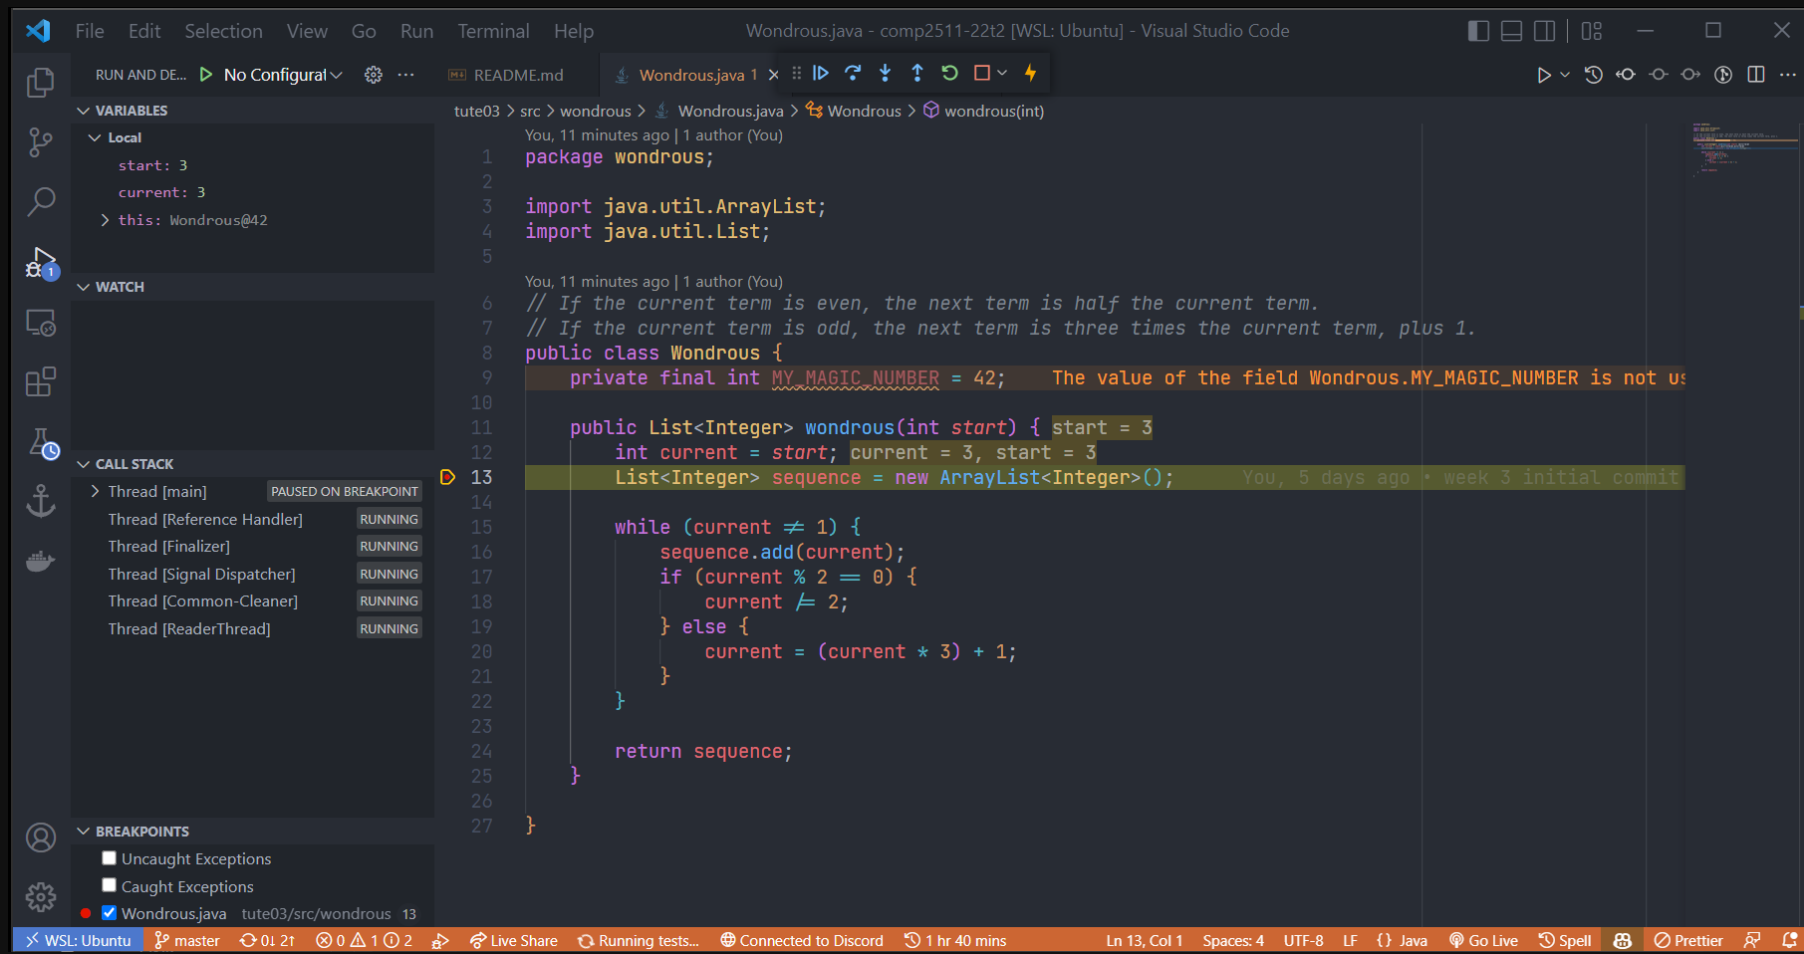 File Edit Selection View Go Run Terminal Help Wondrous.java - comp2511-22t2 [WSL: Ubuntu] - Visual Studio Code
RUN AND DE... No Configurat README.md Wondrous.java 1
VARIABLES
Local
start: 3
current: 3
this: Wondrous@42
WATCH
CALL STACK
Thread [main] PAUSED ON BREAKPOINT
Thread [Reference Handler] RUNNING
Thread [Finalizer] RUNNING
Thread [Signal Dispatcher] RUNNING
Thread [Common-Cleaner] RUNNING
Thread [ReaderThread] RUNNING
BREAKPOINTS
Uncaught Exceptions
Caught Exceptions
Wondrous.java tute03/src/wondrous 13
1
tute03 > src > wondrous > Wondrous.java > Wondrous > wondrous(int)
You, 11 minutes ago | 1 author (You)
1 package wondrous;
2
3 import java.util.ArrayList;
4 import java.util.List;
5
You, 11 minutes ago | 1 author (You)
6 // If the current term is even, the next term is half the current term.
7 // If the current term is odd, the next term is three times the current term, plus 1.
8 public class Wondrous {
9 private final int MY_MAGIC_NUMBER = 42; The value of the field Wondrous.MY_MAGIC_NUMBER is not us
10
11 public List<Integer> wondrous(int start) { start = 3
12 int current = start; current = 3, start = 3
13 List<Integer> sequence = new ArrayList<Integer>(); You, 5 days ago • week 3 initial commit
14
15 while (current != 1) {
16 sequence.add(current);
17 if (current % 2 == 0) {
18 current /= 2;
19 } else {
20 current = (current * 3) + 1;
21 }
22 }
23
24 return sequence;
25 }
26
27 }
WSL: Ubuntu master 0↓ 2↑ 0 1 2 Live Share Running tests... Connected to Discord 1 hr 40 mins Ln 13, Col 1 Spaces: 4 UTF-8 LF {} Java Go Live Spell Prettier